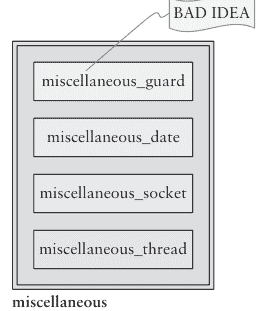 BAD IDEA
miscellaneous_guard
miscellaneous_date
miscellaneous_socket
miscellaneous_thread
miscellaneous